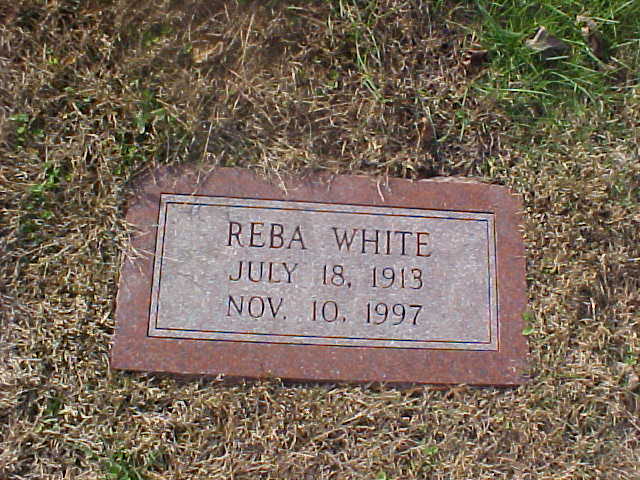 REBA WHITE
JULY 18, 1913
NOV. 10, 1997